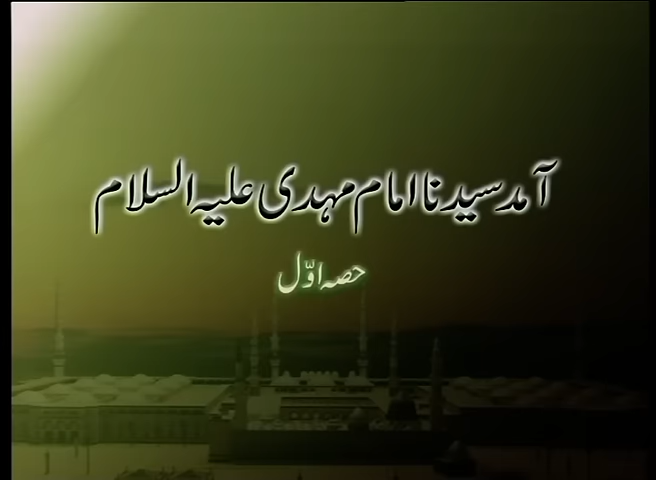 آمد سیدنا امام مہدی علیہ السلام
حصہ اوّل